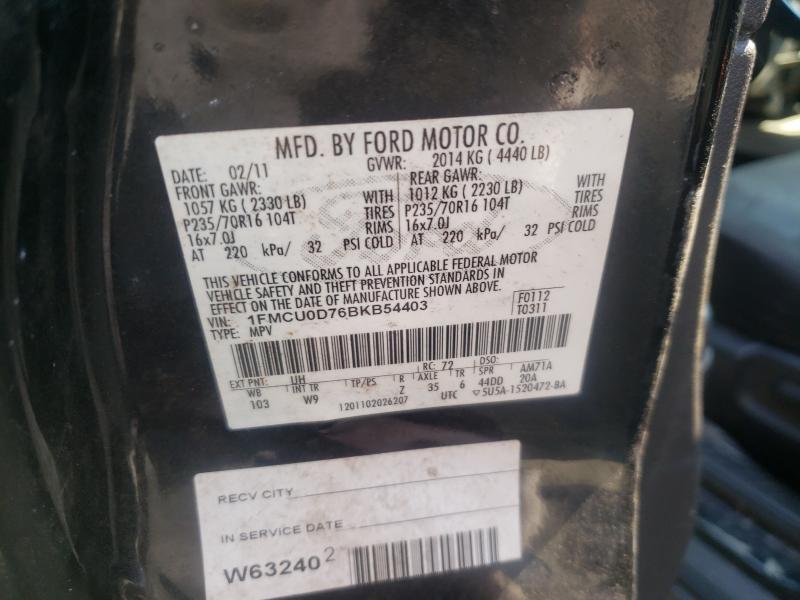 MFD. BY FORD MOTOR CO.
DATE: 02/11 GVWR: 2014 KG ( 4440 LB)
FRONT GAWR: REAR GAWR:
1057 KG ( 2330 LB) WITH 1012 KG ( 2230 LB) WITH
P235/70R16 104T TIRES P235/70R16 104T TIRES
16x7.0J RIMS 16x7.0J RIMS
AT 220 kPa/ 32 PSI COLD AT 220 kPa/ 32 PSI COLD
THIS VEHICLE CONFORMS TO ALL APPLICABLE FEDERAL MOTOR
VEHICLE SAFETY AND THEFT PREVENTION STANDARDS IN
EFFECT ON THE DATE OF MANUFACTURE SHOWN ABOVE.
VIN: 1FMCU0D76BKB54403 F0112
TYPE: MPV T0311
EXT PNT: UH RC: 72 DSO:
WB INT TR TP/PS R AXLE TR SPR AM71A
103 W9 Z 35 6 44DD 20A
1201102026207 UTC ▽5U5A-1520472-BA
RECV CITY
IN SERVICE DATE
W63240 2